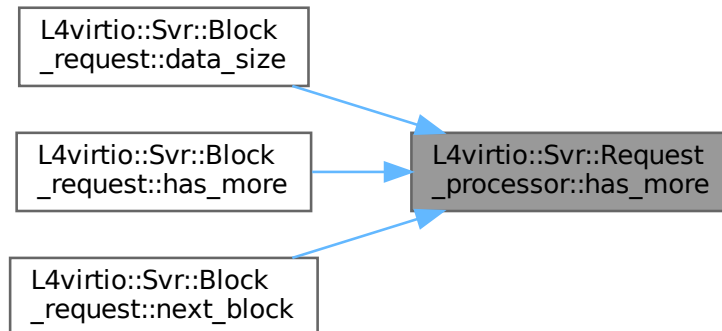 L4virtio::Svr::Block
_request::data_size
L4virtio::Svr::Block
_request::has_more
L4virtio::Svr::Request
_processor::has_more
L4virtio::Svr::Block
_request::next_block